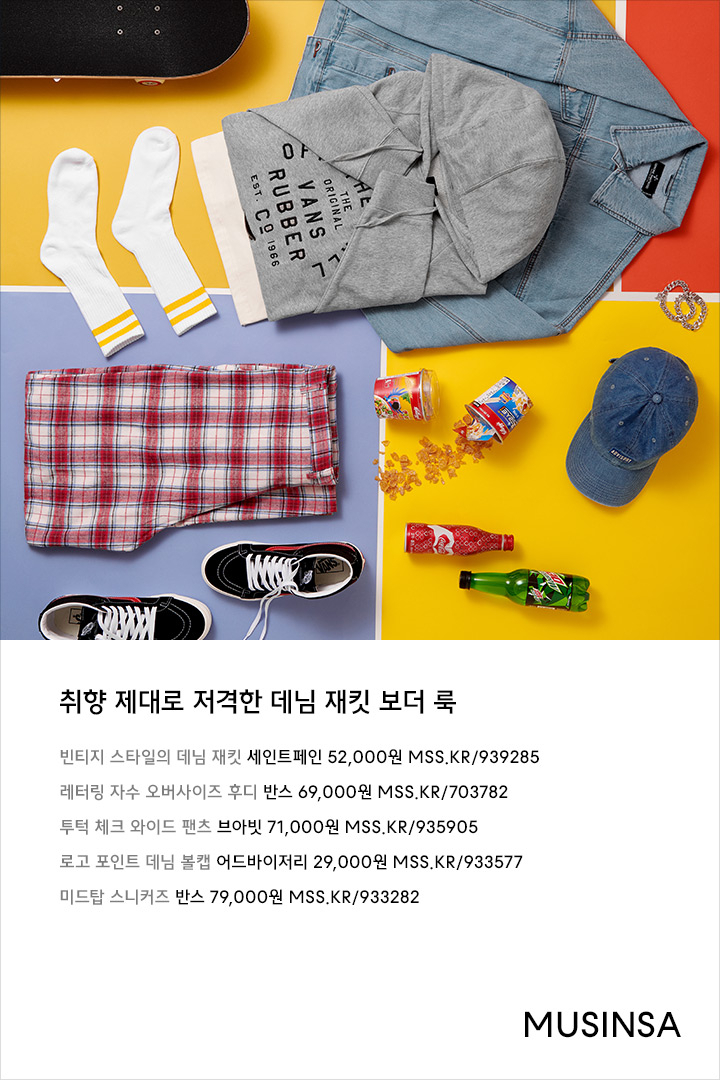 THE
ORIGINAL
VANS
RUBBER
Co
EST. 1966
VANS
취향 제대로 저격한 데님 재킷 보더 룩
빈티지 스타일의 데님 재킷 세인트페인 52,000원 MSS.KR/939285
레터링 자수 오버사이즈 후디 반스 69,000원 MSS.KR/703782
투턱 체크 와이드 팬츠 브아빗 71,000원 MSS.KR/935905
로고 포인트 데님 볼캡 어드바이저리 29,000원 MSS.KR/933577
미드탑 스니커즈 반스 79,000원 MSS.KR/933282
MUSINSA